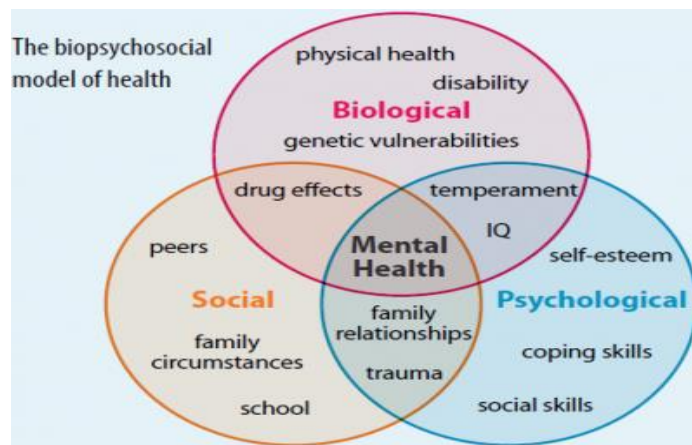 The biopsychosocial
model of health
physical health
disability
Biological
genetic vulnerabilities
drug effects
temperament
IQ
Mental
Health
peers
self-esteem
Social
Psychological
family
relationships
family
circumstances
coping skills
trauma
school
social skills